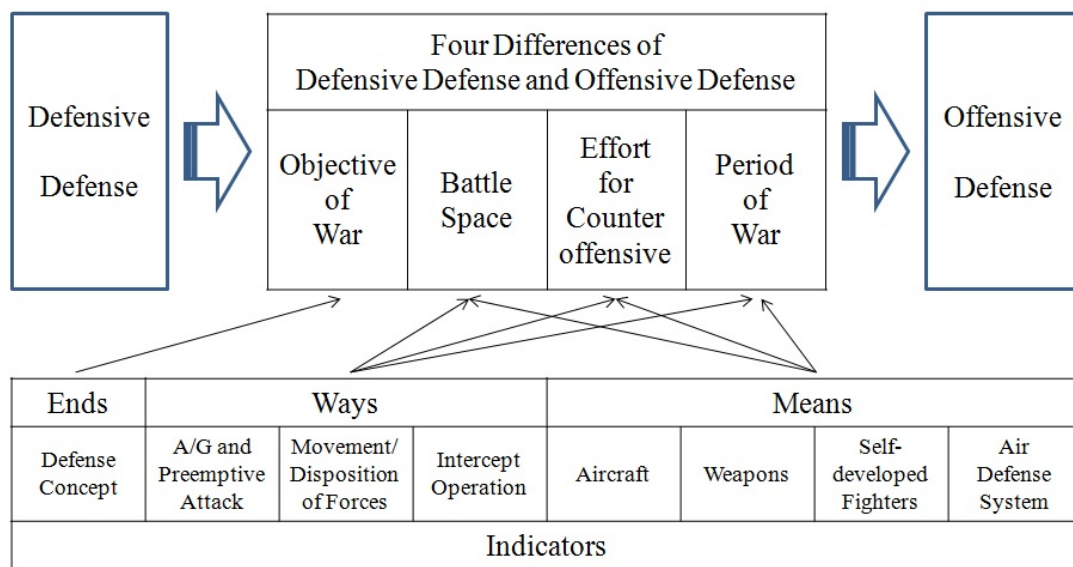 Defensive
Defense
Four Differences of
Defensive Defense and Offensive Defense
Objective
of
War
Battle
Space
Effort
for
Counter
offensive
Period
of
War
Offensive
Defense
Ends
Ways
Means
Defense
Concept
A/G and
Preemptive
Attack
Movement/
Disposition
of Forces
Intercept
Operation
Aircraft
Weapons
Self-
developed
Fighters
Air
Defense
System
Indicators